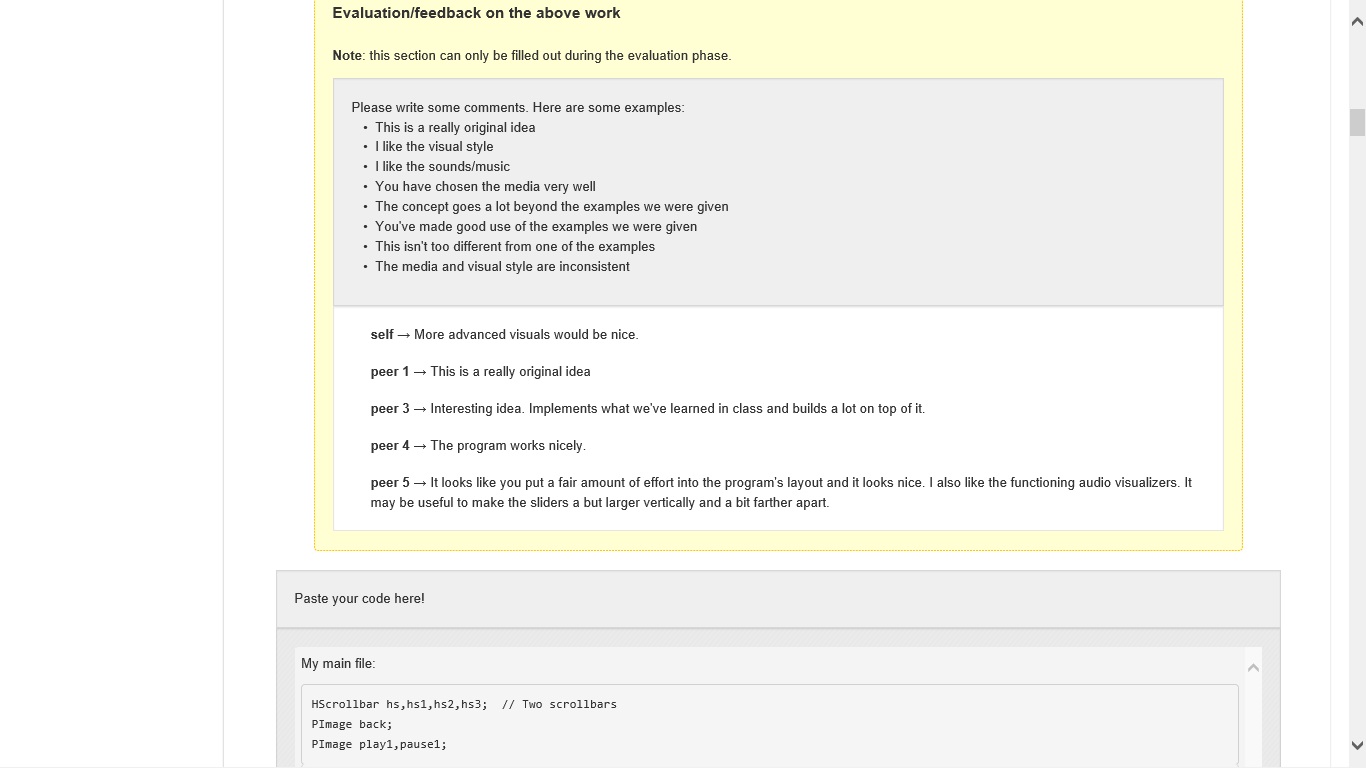 Evaluation/feedback on the above work
Note: this section can only be filled out during the evaluation phase.
Please write some comments. Here are some examples:
• This is a really original idea
• I like the visual style
• I like the sounds/music
• You have chosen the media very well
• The concept goes a lot beyond the examples we were given
• You've made good use of the examples we were given
• This isn't too different from one of the examples
• The media and visual style are inconsistent
self → More advanced visuals would be nice.
peer 1 → This is a really original idea
peer 3 → Interesting idea. Implements what we've learned in class and builds a lot on top of it.
peer 4 → The program works nicely.
peer 5 → It looks like you put a fair amount of effort into the program's layout and it looks nice. I also like the functioning audio visualizers. It
may be useful to make the sliders a but larger vertically and a bit farther apart.
Paste your code here!
My main file:
HScrollbar hs,hs1,hs2,hs3;  // Two scrollbars
PImage back;
PImage play1,pause1;